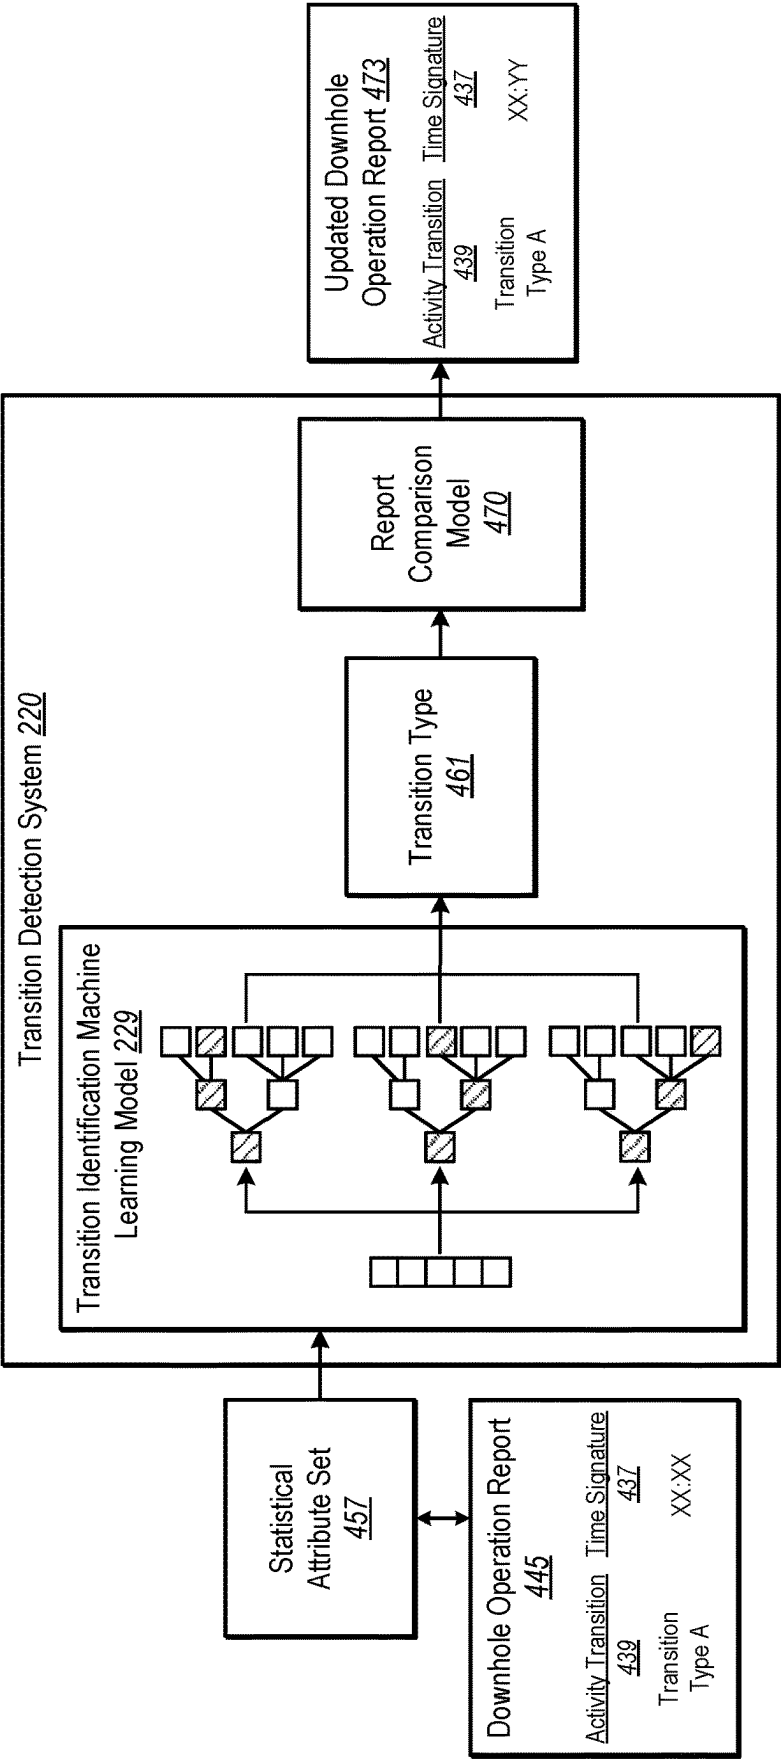 Transition Detection System 220
Statistical
Attribute Set
457
Downhole Operation Report
445
Activity Transition Time Signature
439 437
Transition
Type A
XX:XX
Transition Identification Machine
Learning Model 229
Transition Type
461
Report
Comparison
Model
470
Updated Downhole
Operation Report 473
Activity Transition Time Signature
439 437
Transition
Type A
XX:YY